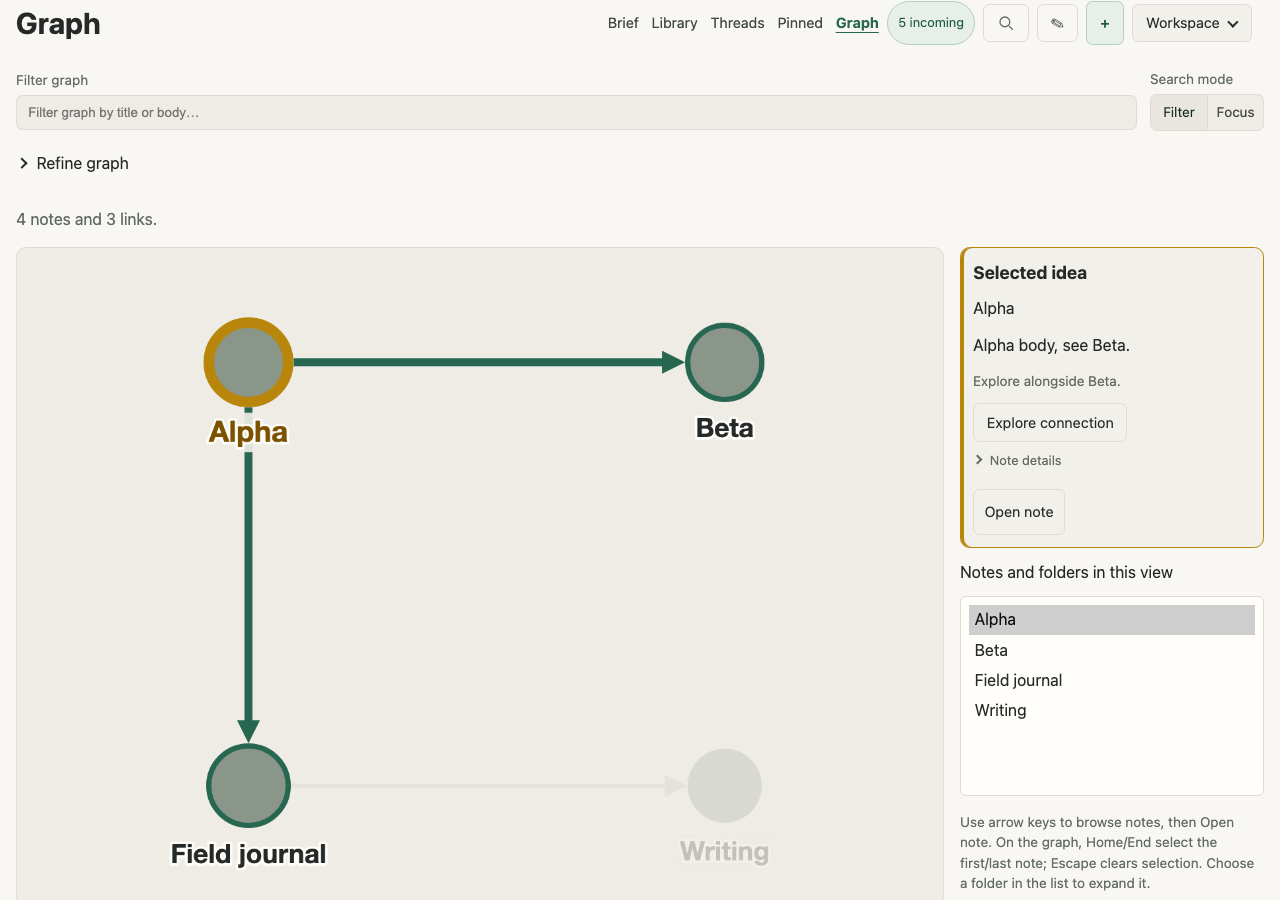 Graph
Brief Library Threads Pinned Graph 5 incoming ✎ + Workspace
Filter graph
Search mode
Filter graph by title or body…
Filter Focus
Refine graph
4 notes and 3 links.
Alpha
Beta
Field journal
Writing
Selected idea
Alpha
Alpha body, see Beta.
Explore alongside Beta.
Explore connection
Note details
Open note
Notes and folders in this view
Alpha
Beta
Field journal
Writing
Use arrow keys to browse notes, then Open
note. On the graph, Home/End select the
first/last note; Escape clears selection. Choose
a folder in the list to expand it.